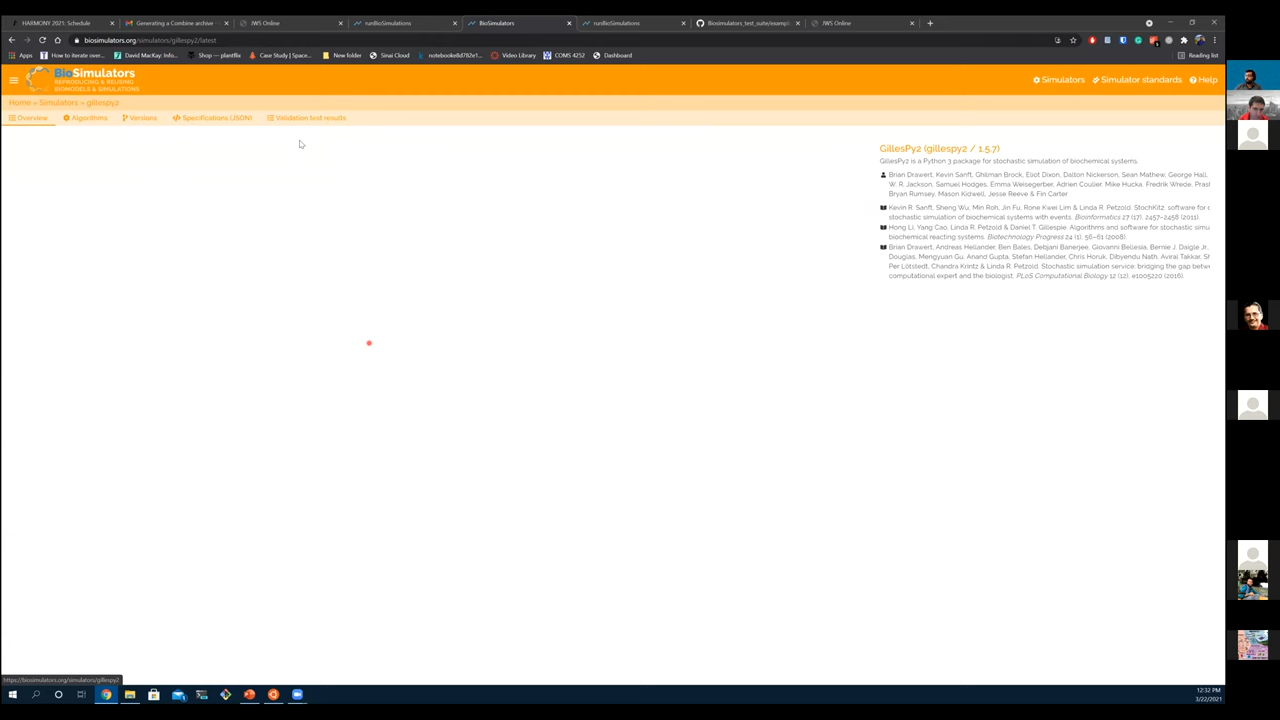 HARMONY 2021: Schedule
Generating a Combine archive
JWS Online
runBioSimulations
BioSimulators
runBioSimulations
Biosimulators_test_suite/exampl
JWS Online
biosimulators.org/simulators/gillespy2/latest
Apps
How to iterate over...
David MacKay: Info...
Shop — plantflix
Case Study | Space...
New folder
Sinai Cloud
notebooke8d782e1...
Video Library
COMS 4252
Dashboard
Reading list
BioSimulators
REPRODUCING & REUSING
BIOMODELS & SIMULATIONS
Simulators
Simulator standards
Help
Home » Simulators » gillespy2
Overview
Algorithms
Versions
Specifications (JSON)
Validation test results
GillesPy2 (gillespy2 / 1.5.7)
GillesPy2 is a Python 3 package for stochastic simulation of biochemical systems.
Brian Drawert, Kevin Sanft, Ghilman Brock, Eliot Dixon, Dalton Nickerson, Sean Mathew, George Hall,
W. R. Jackson, Samuel Hodges, Emma Weisegerber, Adrien Coulier, Mike Hucka, Fredrik Wrede, Prast
Bryan Rumsey, Mason Kidwell, Jesse Reeve & Fin Carter
Kevin R. Sanft, Sheng Wu, Min Roh, Jin Fu, Rone Kwei Lim & Linda R. Petzold. StochKit2: software for c
stochastic simulation of biochemical systems with events. Bioinformatics 27 (17), 2457–2458 (2011).
Hong Li, Yang Cao, Linda R. Petzold & Daniel T. Gillespie. Algorithms and software for stochastic simu
biochemical reacting systems. Biotechnology Progress 24 (1), 56–61 (2008).
Brian Drawert, Andreas Hellander, Ben Bales, Debjani Banerjee, Giovanni Bellesia, Bernie J. Daigle Jr.
Douglas, Mengyuan Gu, Anand Gupta, Stefan Hellander, Chris Horuk, Dibyendu Nath, Aviral Takkar,
Per Lötstedt, Chandra Krintz & Linda R. Petzold. Stochastic simulation service: bridging the gap betw
computational expert and the biologist. PLoS Computational Biology 12 (12), e1005220 (2016).
https://biosimulators.org/simulators/gillespy2
12:32 PM
3/22/2021